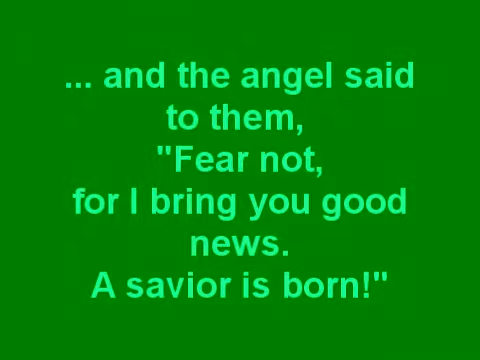 ... and the angel said
to them,
"Fear not,
for I bring you good
news.
A savior is born!"